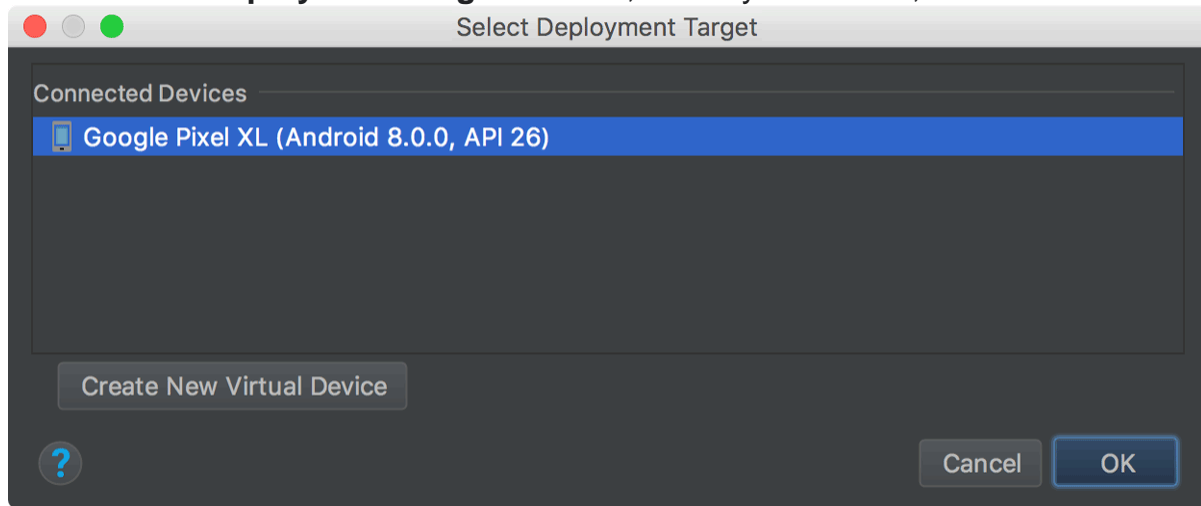 Select Deployment Target
Connected Devices
Google Pixel XL (Android 8.0.0, API 26)
Create New Virtual Device
?
Cancel
OK